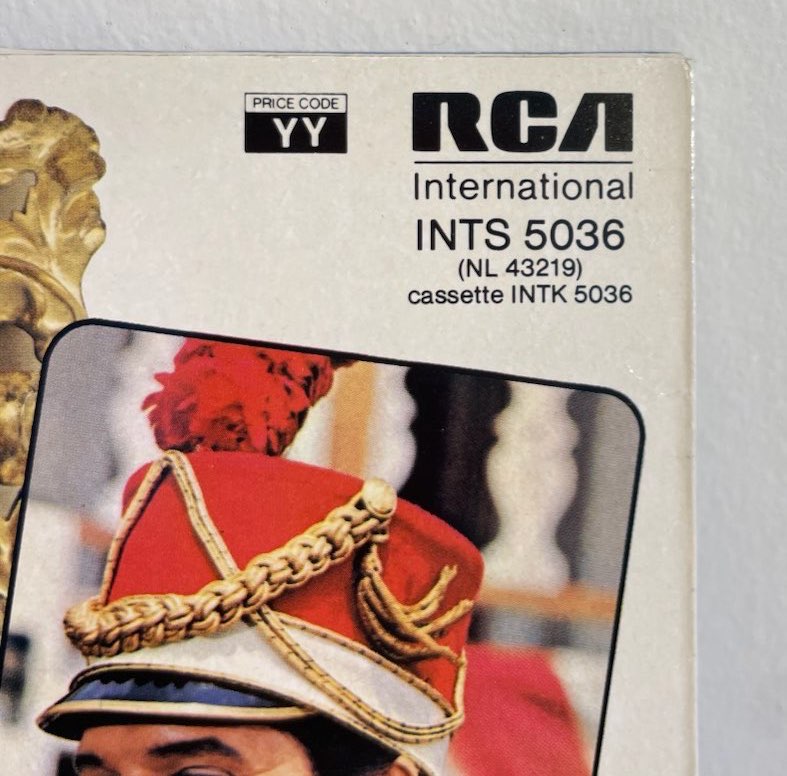 PRICE CODE
YY
RCA
International
INTS 5036
(NL 43219)
cassette INTK 5036